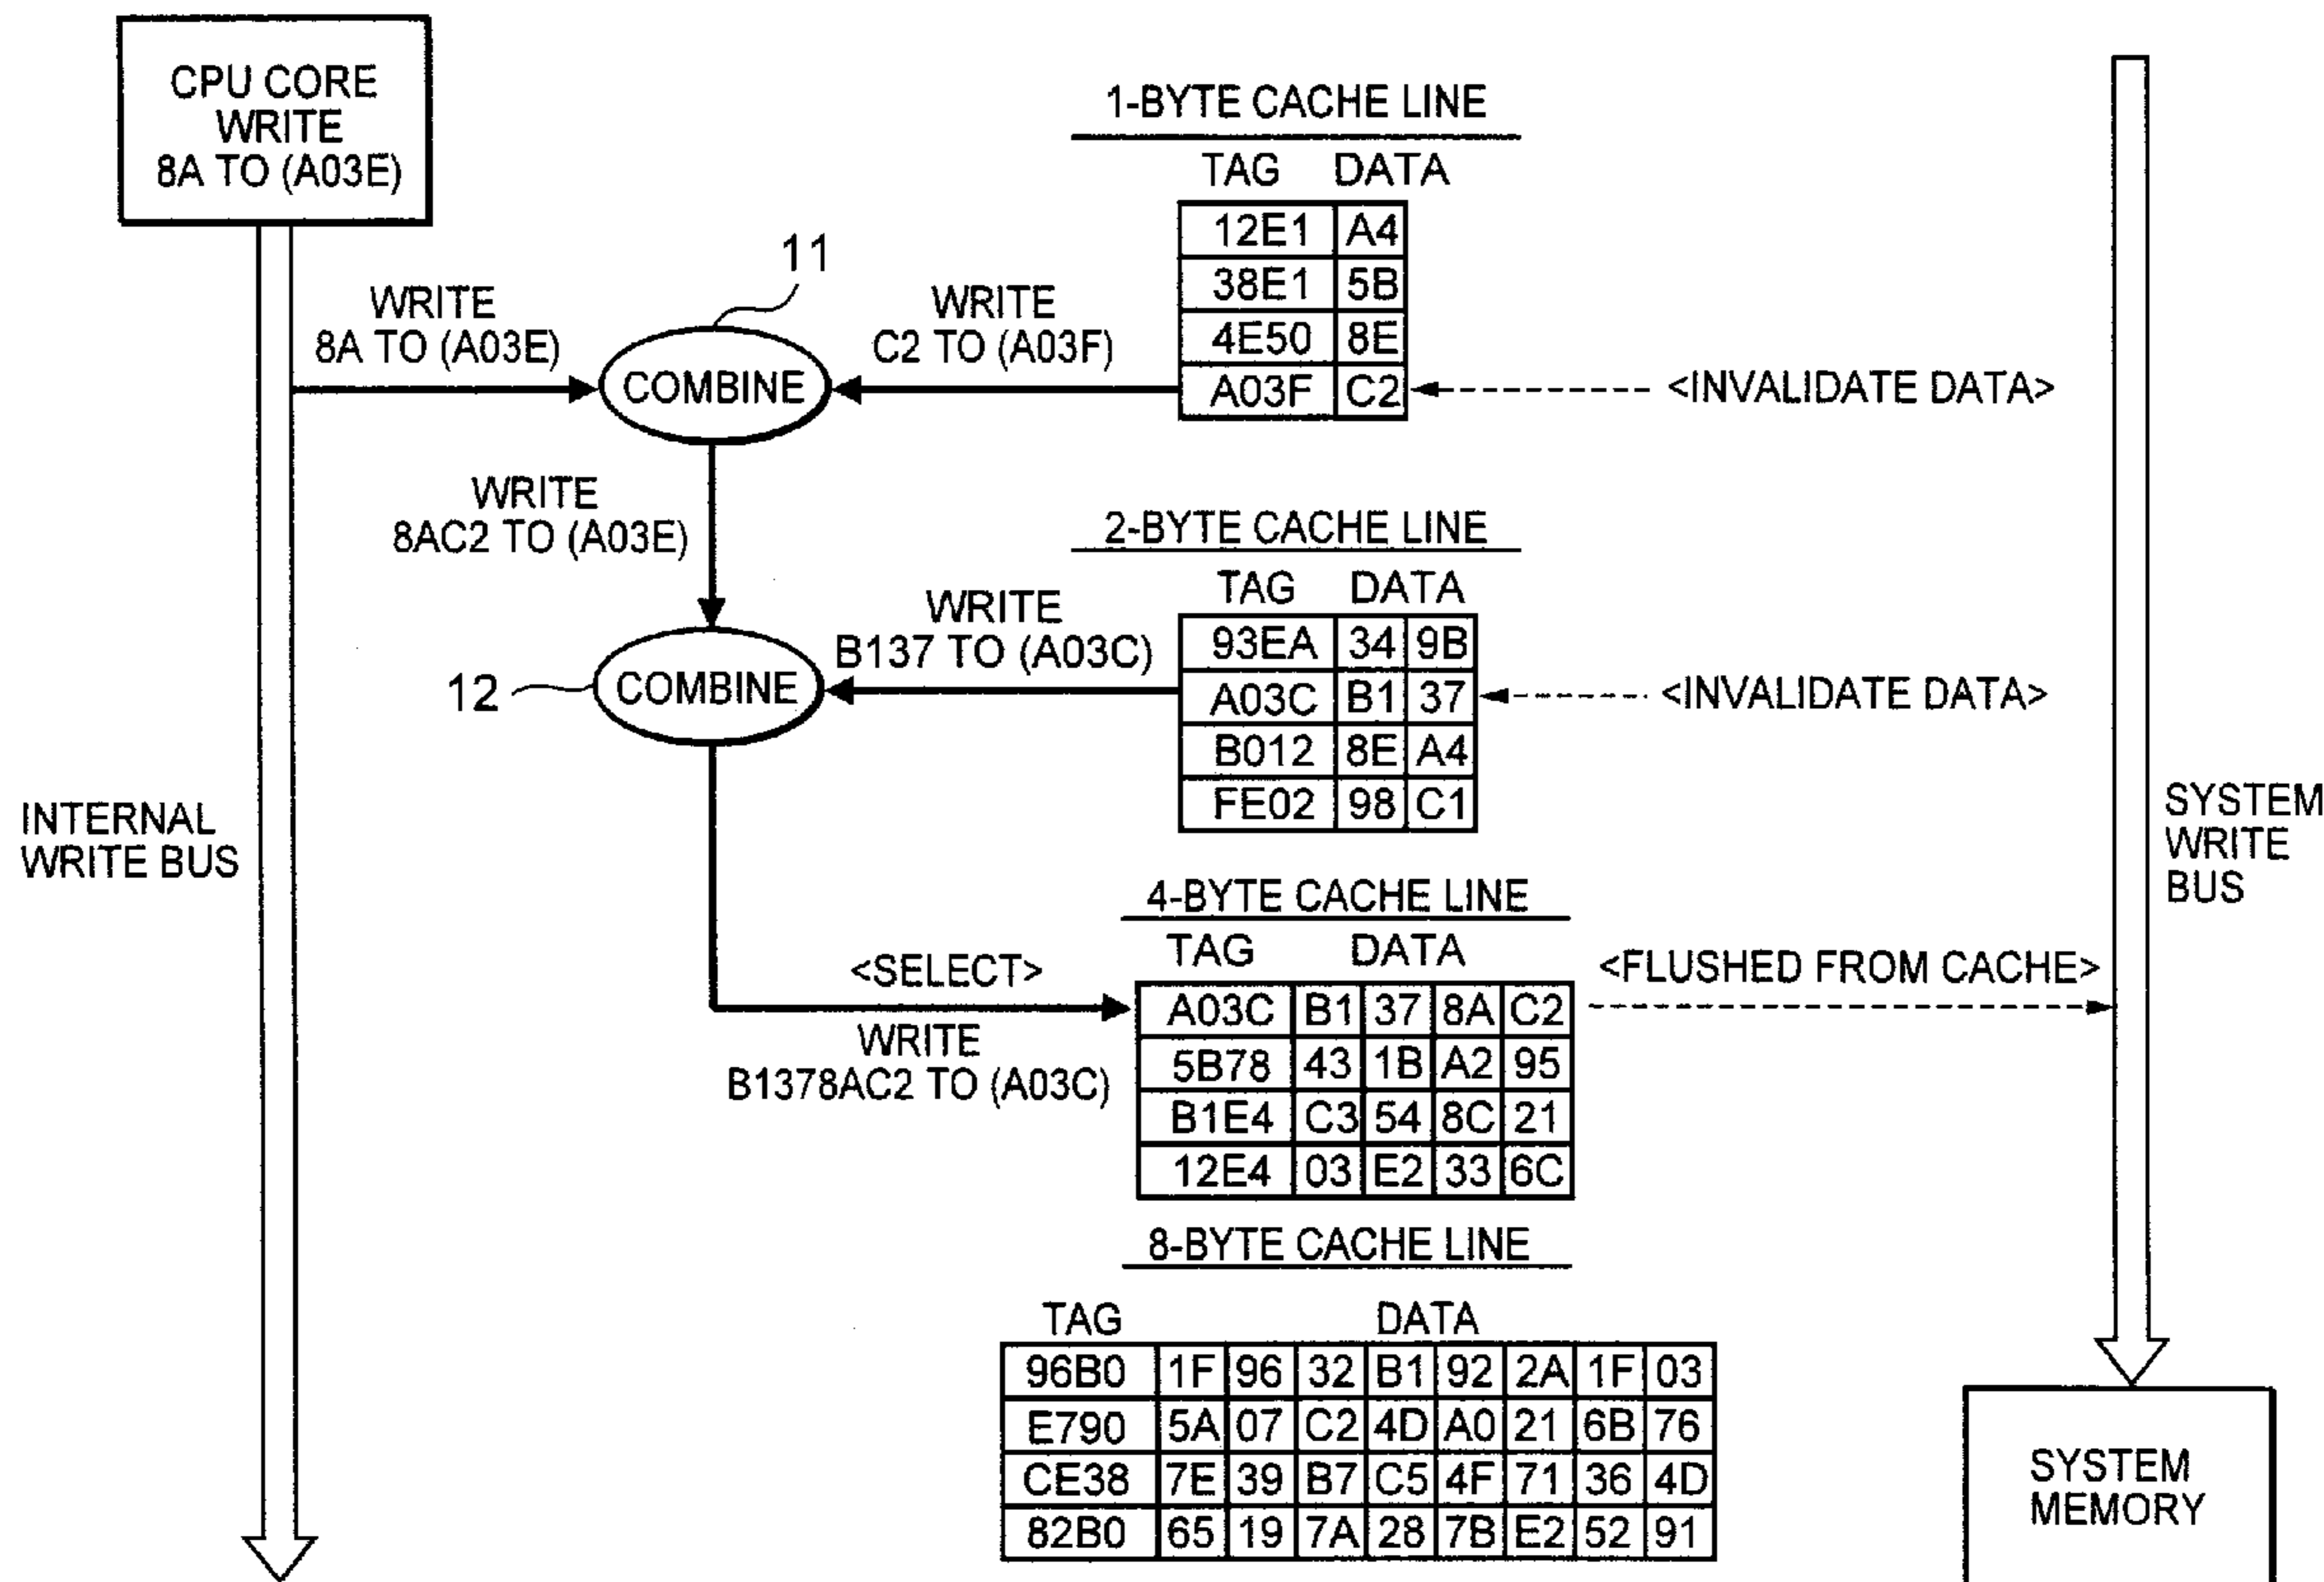 CPU CORE
WRITE
8A TO (A03E)
1-BYTE CACHE LINE
TAG DATA
12E1 A4
38E1 5B
4E50 8E
A03F C2
<INVALIDATE DATA>
11
WRITE
8A TO (A03E)
COMBINE
WRITE
C2 TO (A03F)
WRITE
8AC2 TO (A03E)
2-BYTE CACHE LINE
TAG DATA
93EA 34 9B
A03C B1 37
B012 8E A4
FE02 98 C1
<INVALIDATE DATA>
WRITE
B137 TO (A03C)
12
COMBINE
INTERNAL
WRITE BUS
SYSTEM
WRITE
BUS
4-BYTE CACHE LINE
TAG DATA
A03C B1 37 8A C2
5B78 43 1B A2 95
B1E4 C3 54 8C 21
12E4 03 E2 33 6C
<SELECT>
WRITE
B1378AC2 TO (A03C)
<FLUSHED FROM CACHE>
8-BYTE CACHE LINE
TAG DATA
96B0 1F 96 32 B1 92 2A 1F 03
E790 5A 07 C2 4D A0 21 6B 76
CE38 7E 39 B7 C5 4F 71 36 4D
82B0 65 19 7A 28 7B E2 52 91
SYSTEM
MEMORY